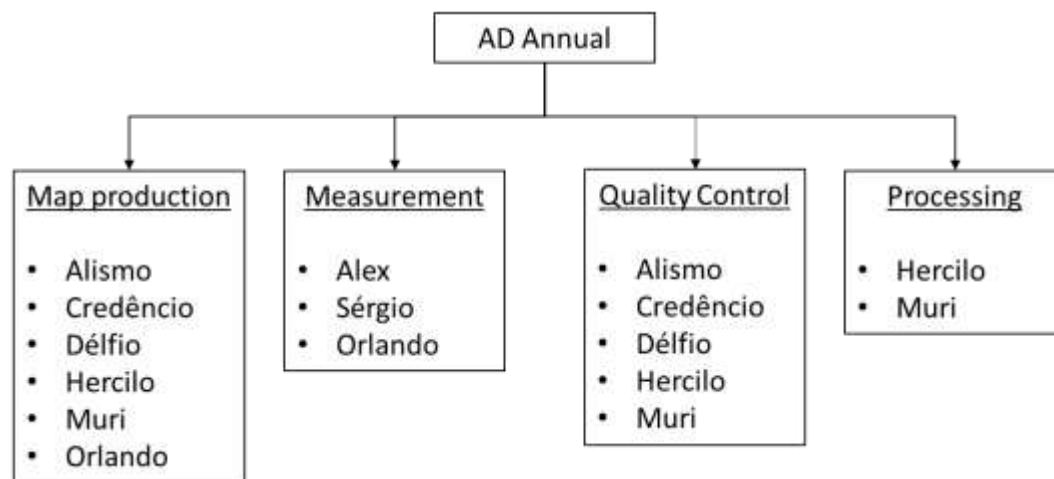 AD Annual
Map production
• Alismo
• Credêncio
• Délfio
• Hercilo
• Muri
• Orlando
Measurement
• Alex
• Sérgio
• Orlando
Quality Control
• Alismo
• Credêncio
• Délfio
• Hercilo
• Muri
Processing
• Hercilo
• Muri